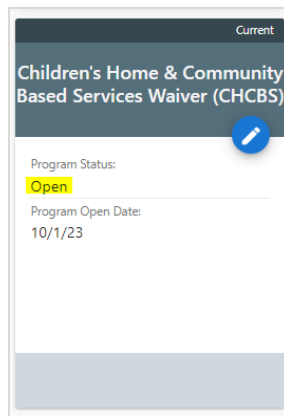 Current
Children's Home & Community
Based Services Waiver (CHCBS)
Program Status:
Open
Program Open Date:
10/1/23